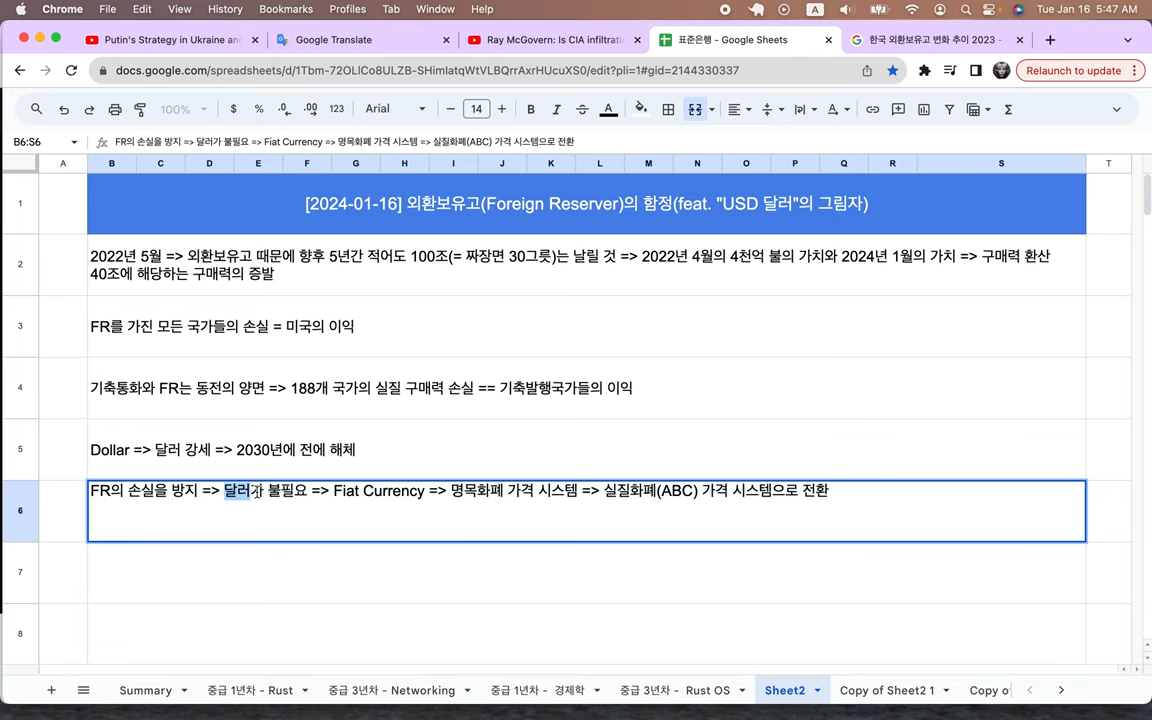 Chrome File Edit View History Bookmarks Profiles Tab Window Help A Tue Jan 16 5:47 AM
Putin's Strategy in Ukraine an Google Translate Ray McGovern: Is CIA infiltrati 표준은행 - Google Sheets 한국 외환보유고 변화 추이 2023 -
docs.google.com/spreadsheets/d/1Tbm-72OLlCo8ULZB-SHimlatqWtVLBQrrAxrHUcuXS0/edit?pli=1#gid=2144330337 Relaunch to update
100% $ % .0 .00 123 Arial 14 B I A
B6:S6 fx FR의 손실을 방지 => 달러가 불필요 => Fiat Currency => 명목화폐 가격 시스템 => 실질화폐(ABC) 가격 시스템으로 전환
A B C D E F G H I J K L M N O P Q R S T
1 [2024-01-16] 외환보유고(Foreign Reserver)의 함정(feat. "USD 달러"의 그림자)
2 2022년 5월 => 외환보유고 때문에 향후 5년간 적어도 100조(= 짜장면 30그릇)는 날릴 것 => 2022년 4월의 4천억 불의 가치와 2024년 1월의 가치 => 구매력 환산
40조에 해당하는 구매력의 증발
3 FR를 가진 모든 국가들의 손실 = 미국의 이익
4 기축통화와 FR는 동전의 양면 => 188개 국가의 실질 구매력 손실 == 기축발행국가들의 이익
5 Dollar => 달러 강세 => 2030년에 전에 해체
6 FR의 손실을 방지 => 달러가 불필요 => Fiat Currency => 명목화폐 가격 시스템 => 실질화폐(ABC) 가격 시스템으로 전환
7
8
Summary 중급 1년차 - Rust 중급 3년차 - Networking 중급 1년차 - 경제학 중급 3년차 - Rust OS Sheet2 Copy of Sheet2 1 Copy o